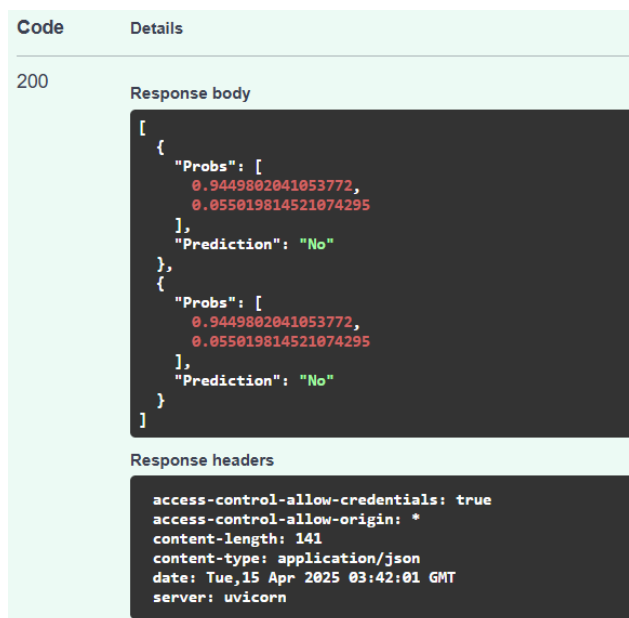 Code Details
200
Response body
[
  {
    "Probs": [
      0.9449802041053772,
      0.055019814521074295
    ],
    "Prediction": "No"
  },
  {
    "Probs": [
      0.9449802041053772,
      0.055019814521074295
    ],
    "Prediction": "No"
  }
]
Response headers
access-control-allow-credentials: true
access-control-allow-origin: *
content-length: 141
content-type: application/json
date: Tue,15 Apr 2025 03:42:01 GMT
server: uvicorn